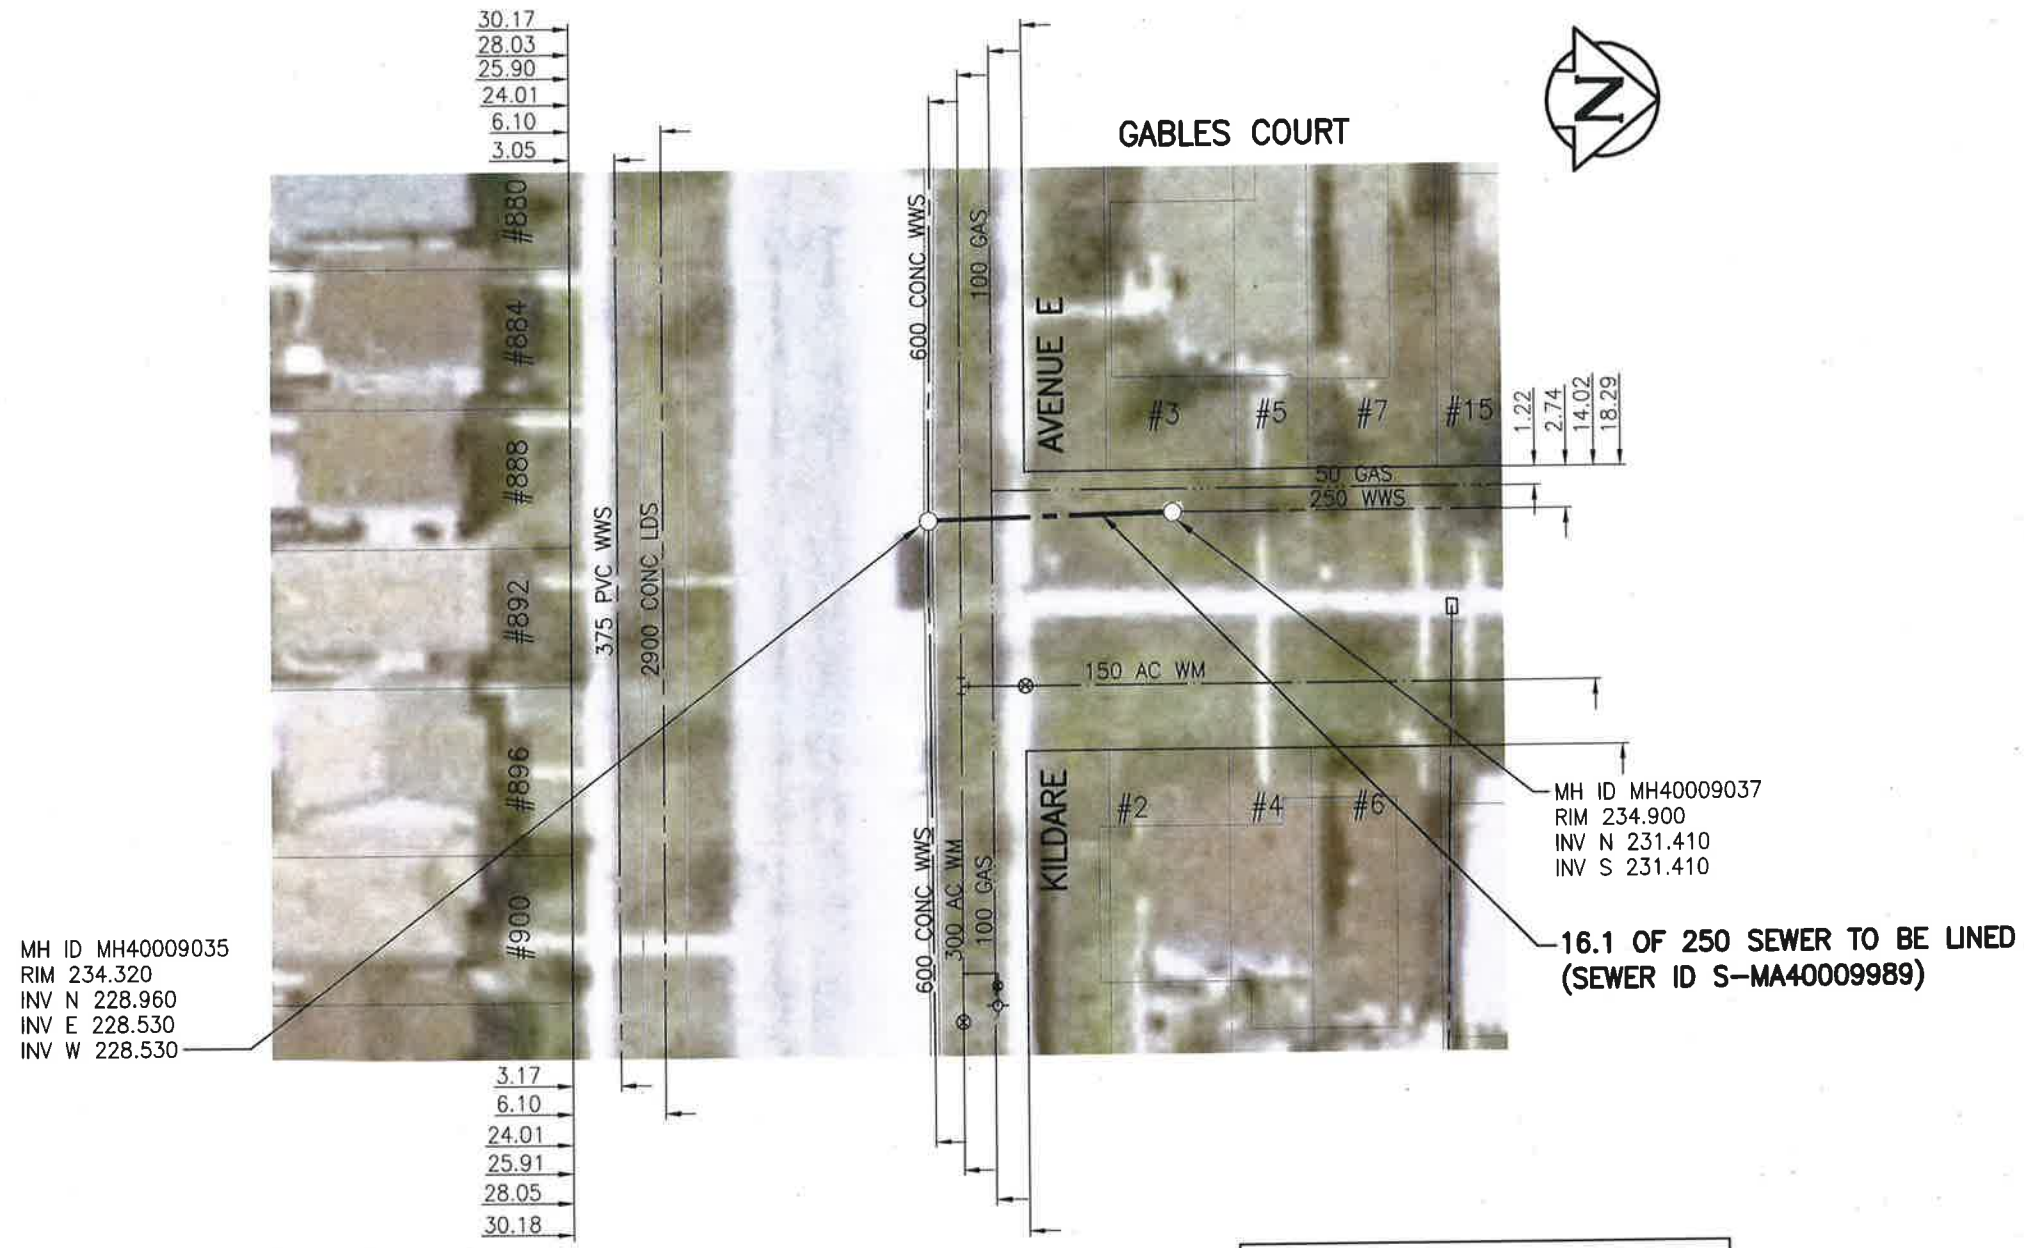 30.17
28.03
25.90
24.01
6.10
3.05
GABLES COURT
N
#880
#884
#888
#892
#896
#900
375 PVC WWS
2900 CONC LDS
600 CONC WWS
100 GAS
AVENUE E
#3
#5
#7
#15
1.22
2.74
14.02
18.29
50 GAS
250 WWS
150 AC WM
KILDARE
#2
#4
#6
600 CONC WWS
300 AC WM
100 GAS
MH ID MH40009037
RIM 234.900
INV N 231.410
INV S 231.410
16.1 OF 250 SEWER TO BE LINED
(SEWER ID S-MA40009989)
MH ID MH40009035
RIM 234.320
INV N 228.960
INV E 228.530
INV W 228.530
3.17
6.10
24.01
25.91
28.05
30.18